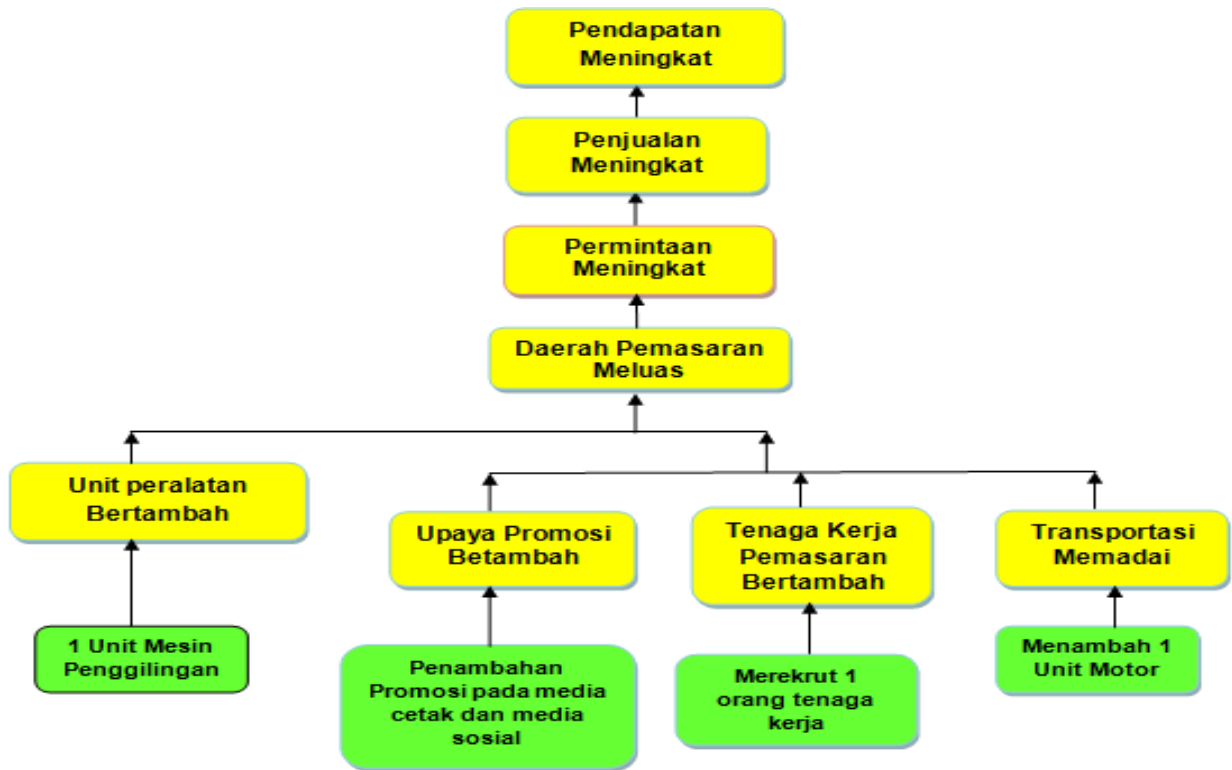 Pendapatan
Meningkat
Penjualan
Meningkat
Permintaan
Meningkat
Daerah Pemasaran
Meluas
Unit peralatan
Bertambah
Upaya Promosi
Betambah
Tenaga Kerja
Pemasaran
Bertambah
Transportasi
Memadai
1 Unit Mesin
Penggilingan
Penambahan
Promosi pada media
cetak dan media
sosial
Merekrut 1
orang tenaga
kerja
Menambah 1
Unit Motor